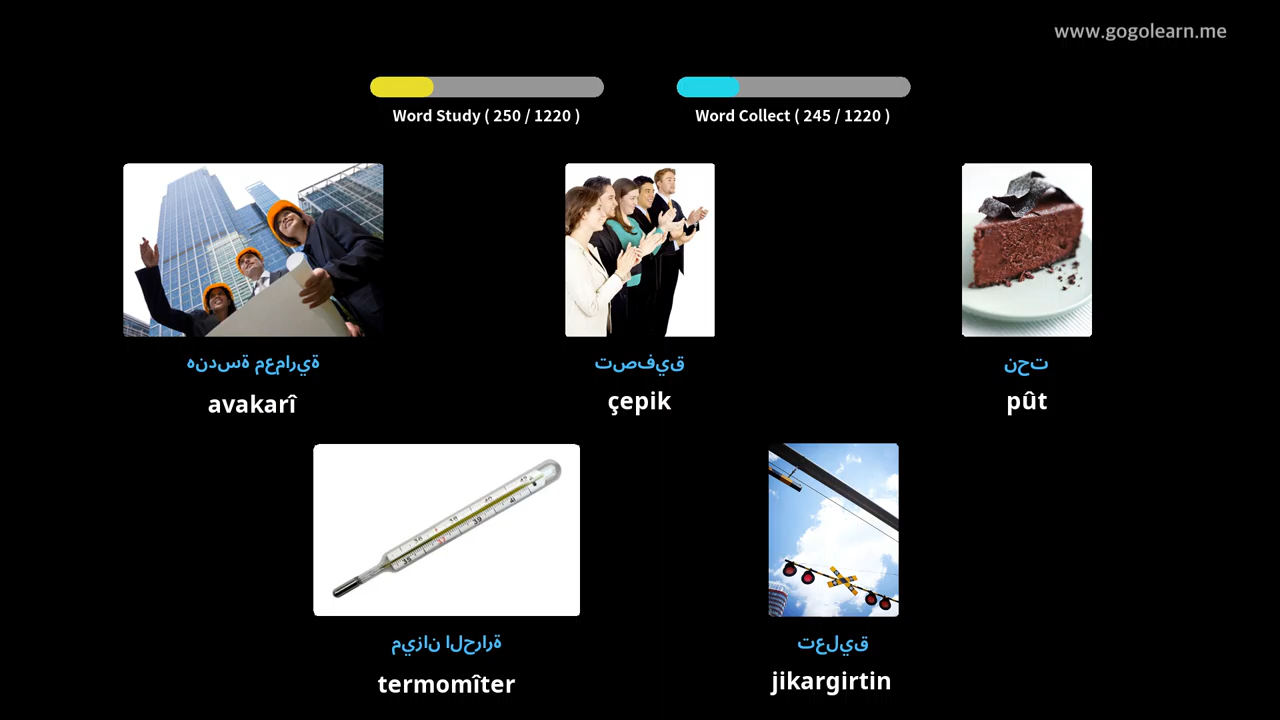 www.gogolearn.me
Word Study ( 250 / 1220 )
Word Collect ( 245 / 1220 )
هندسة معمارية
تصفيق
نحت
avakarî
çepik
pût
ميزان الحرارة
تعليق
termomîter
jikargirtin